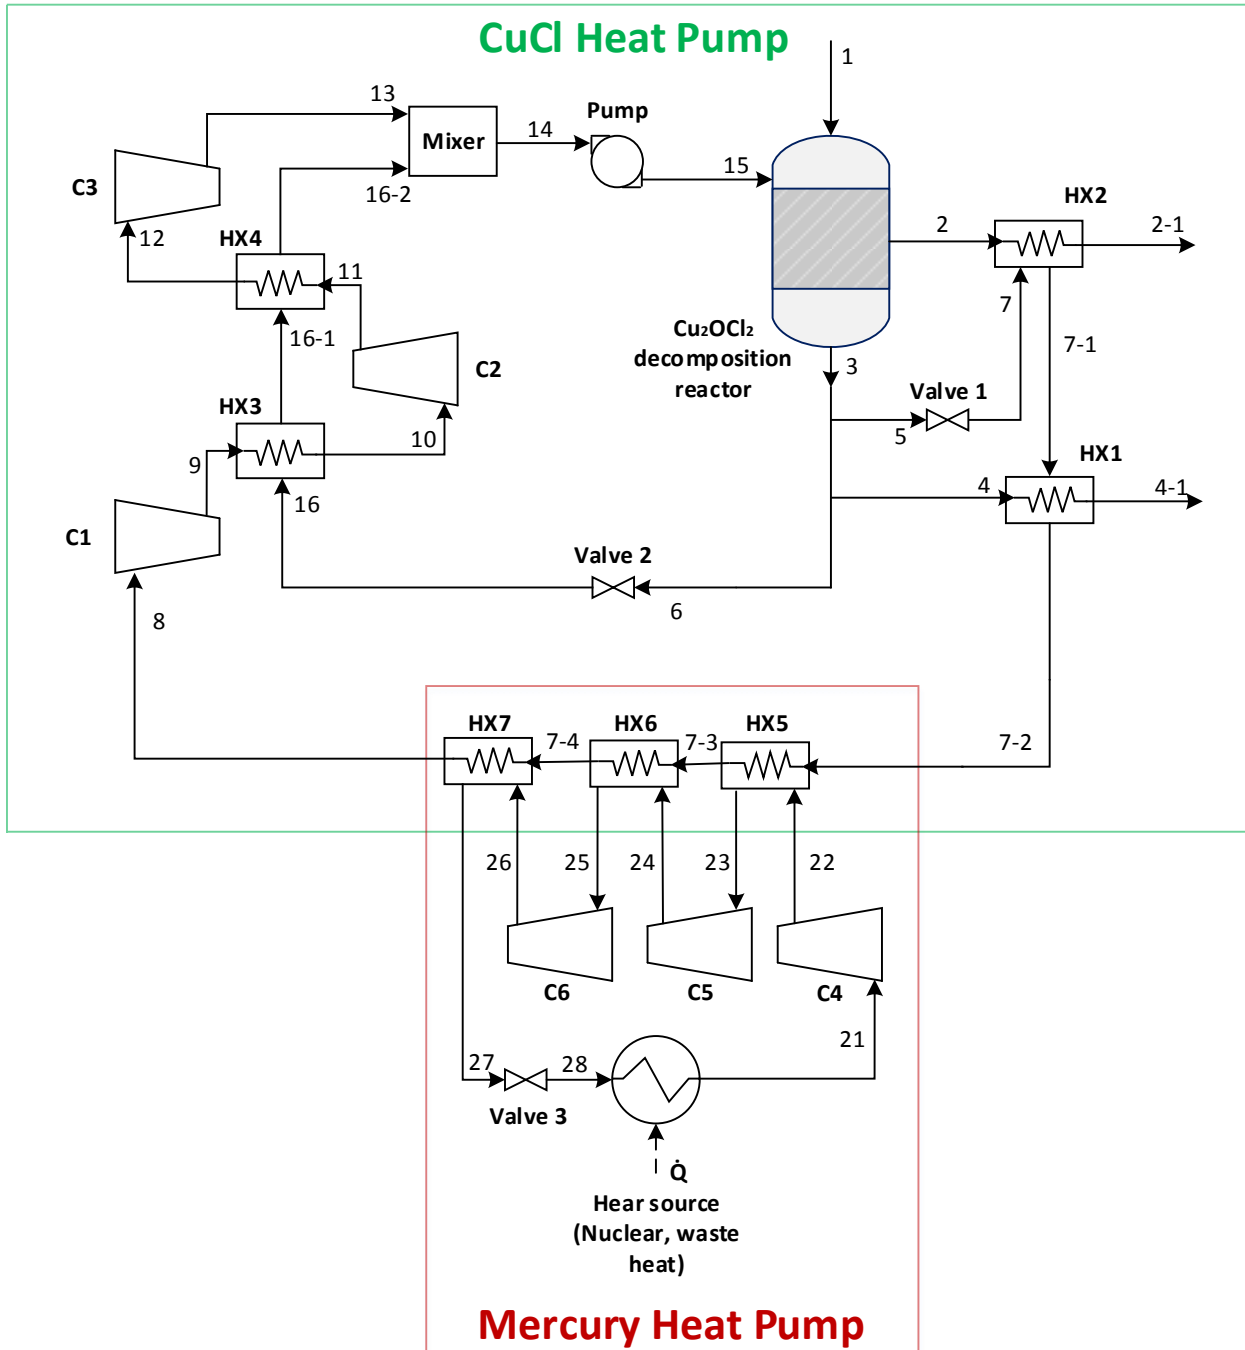 CuCl Heat Pump
1
13
Pump
Mixer
14
15
C3
16-2
HX2
12
HX4
2
2-1
11
7
16-1
Cu₂OCl₂
decomposition
reactor
3
7-1
C2
Valve 1
HX3
5
10
HX1
9
4
4-1
16
C1
Valve 2
6
8
HX7
7-4
HX6
7-3
HX5
7-2
26
25
24
23
22
C6
C5
C4
21
27
28
Valve 3
Q̇
Hear source
(Nuclear, waste
heat)
Mercury Heat Pump